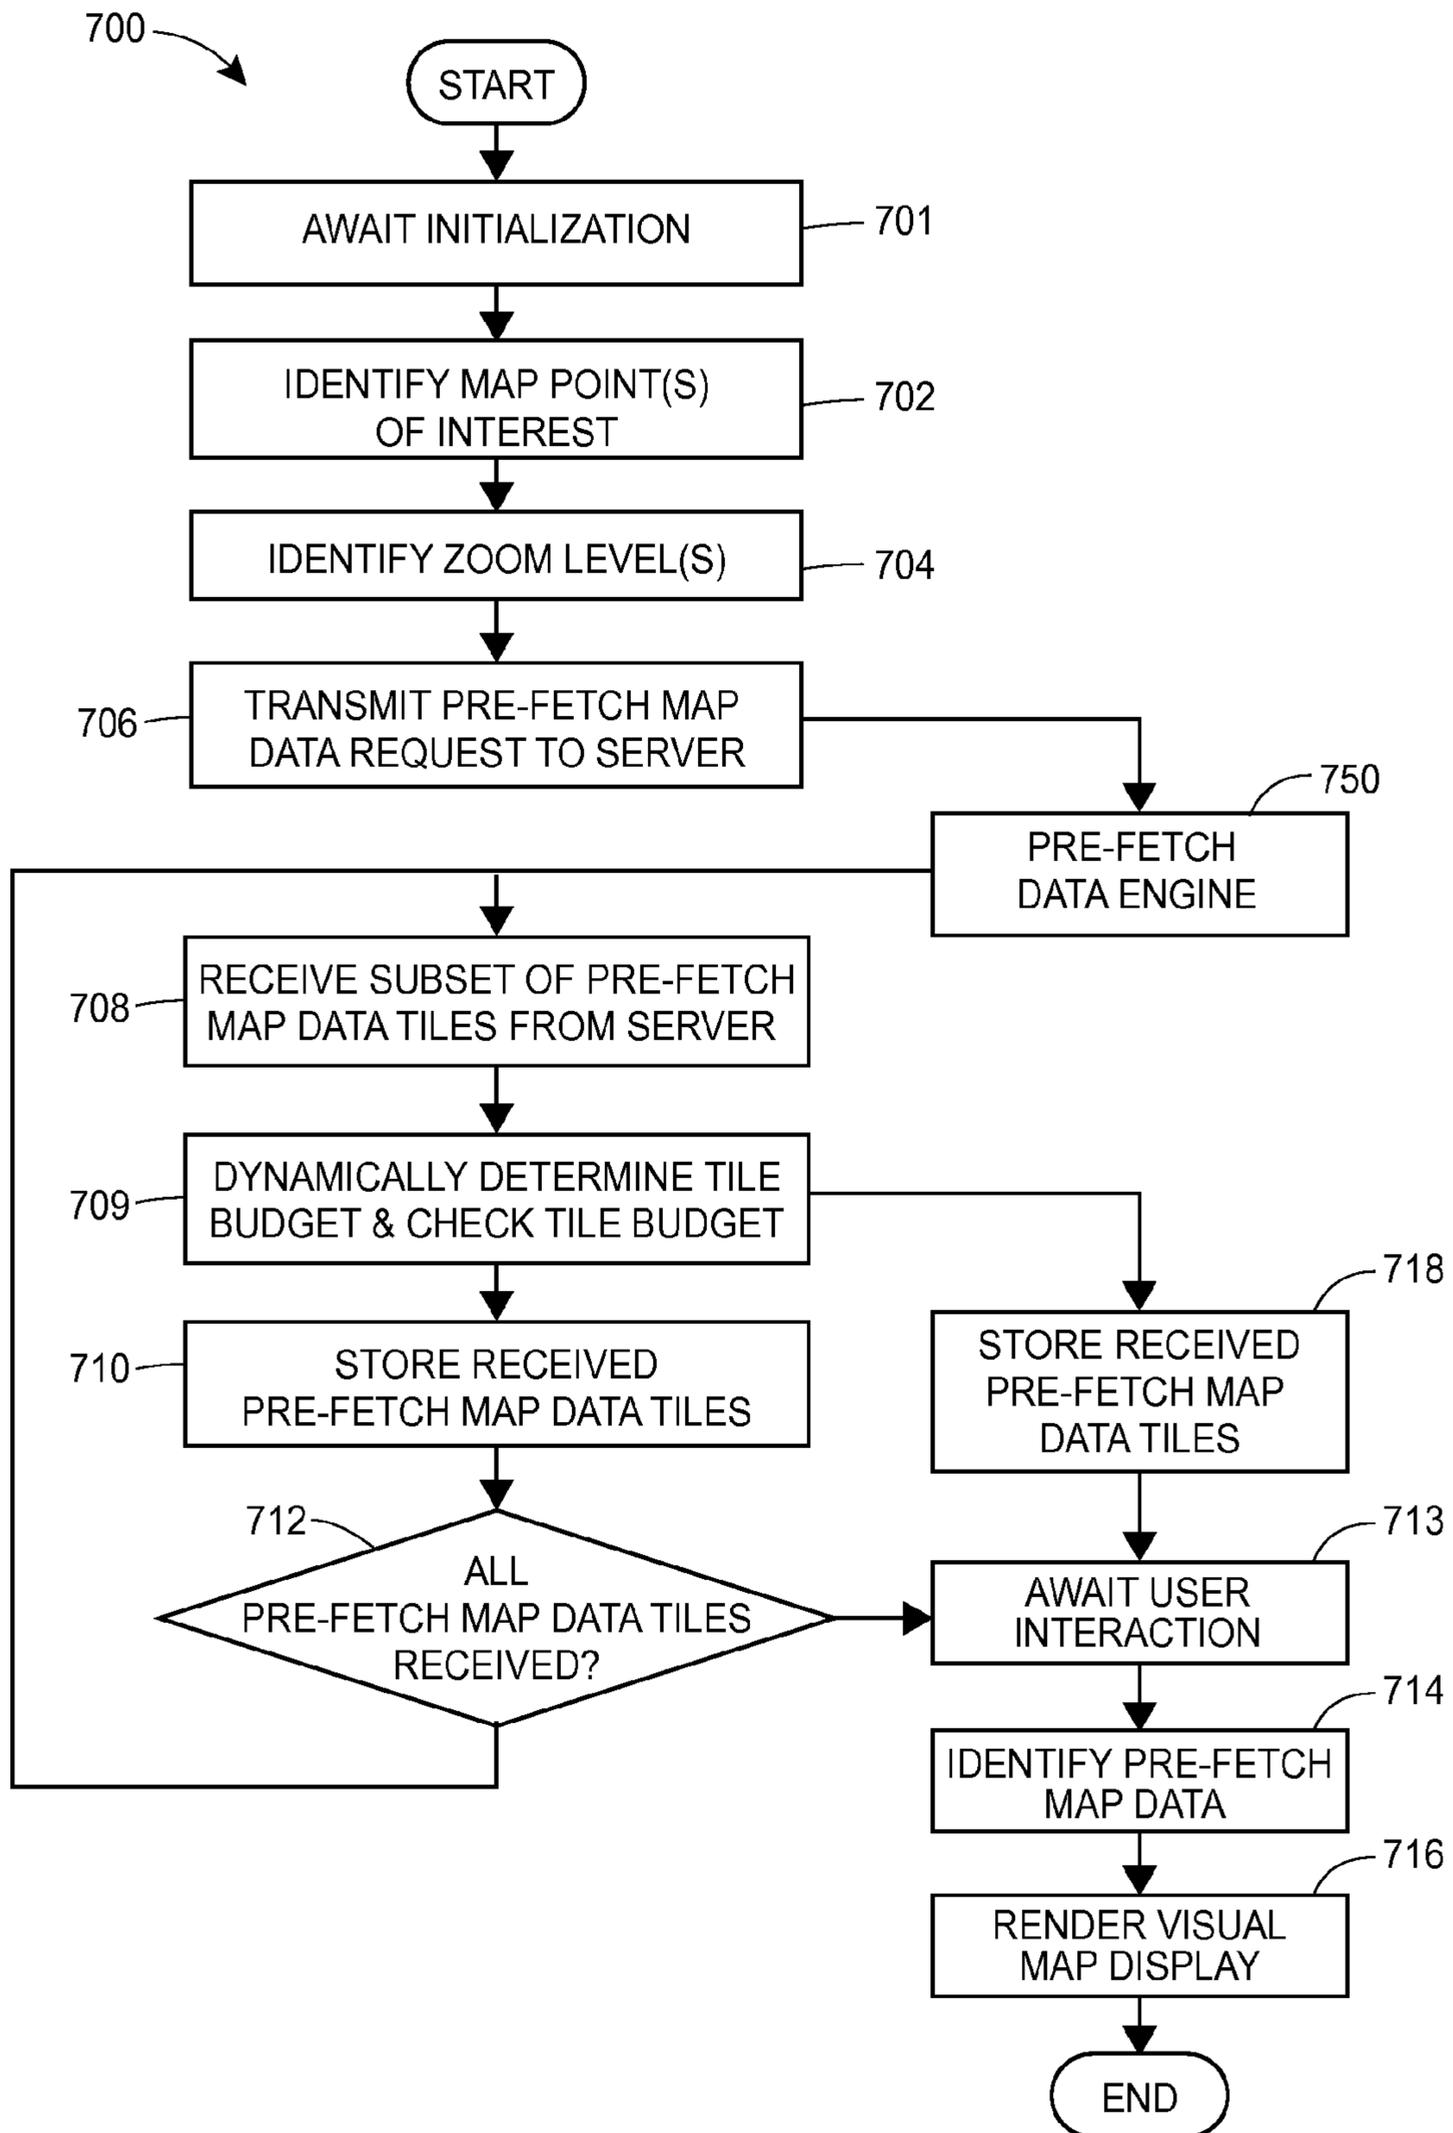 700
START
AWAIT INITIALIZATION
701
IDENTIFY MAP POINT(S)
OF INTEREST
702
IDENTIFY ZOOM LEVEL(S)
704
706
TRANSMIT PRE-FETCH MAP
DATA REQUEST TO SERVER
750
PRE-FETCH
DATA ENGINE
708
RECEIVE SUBSET OF PRE-FETCH
MAP DATA TILES FROM SERVER
709
DYNAMICALLY DETERMINE TILE
BUDGET & CHECK TILE BUDGET
710
STORE RECEIVED
PRE-FETCH MAP DATA TILES
718
STORE RECEIVED
PRE-FETCH MAP
DATA TILES
712
ALL
PRE-FETCH MAP DATA TILES
RECEIVED?
713
AWAIT USER
INTERACTION
714
IDENTIFY PRE-FETCH
MAP DATA
716
RENDER VISUAL
MAP DISPLAY
END